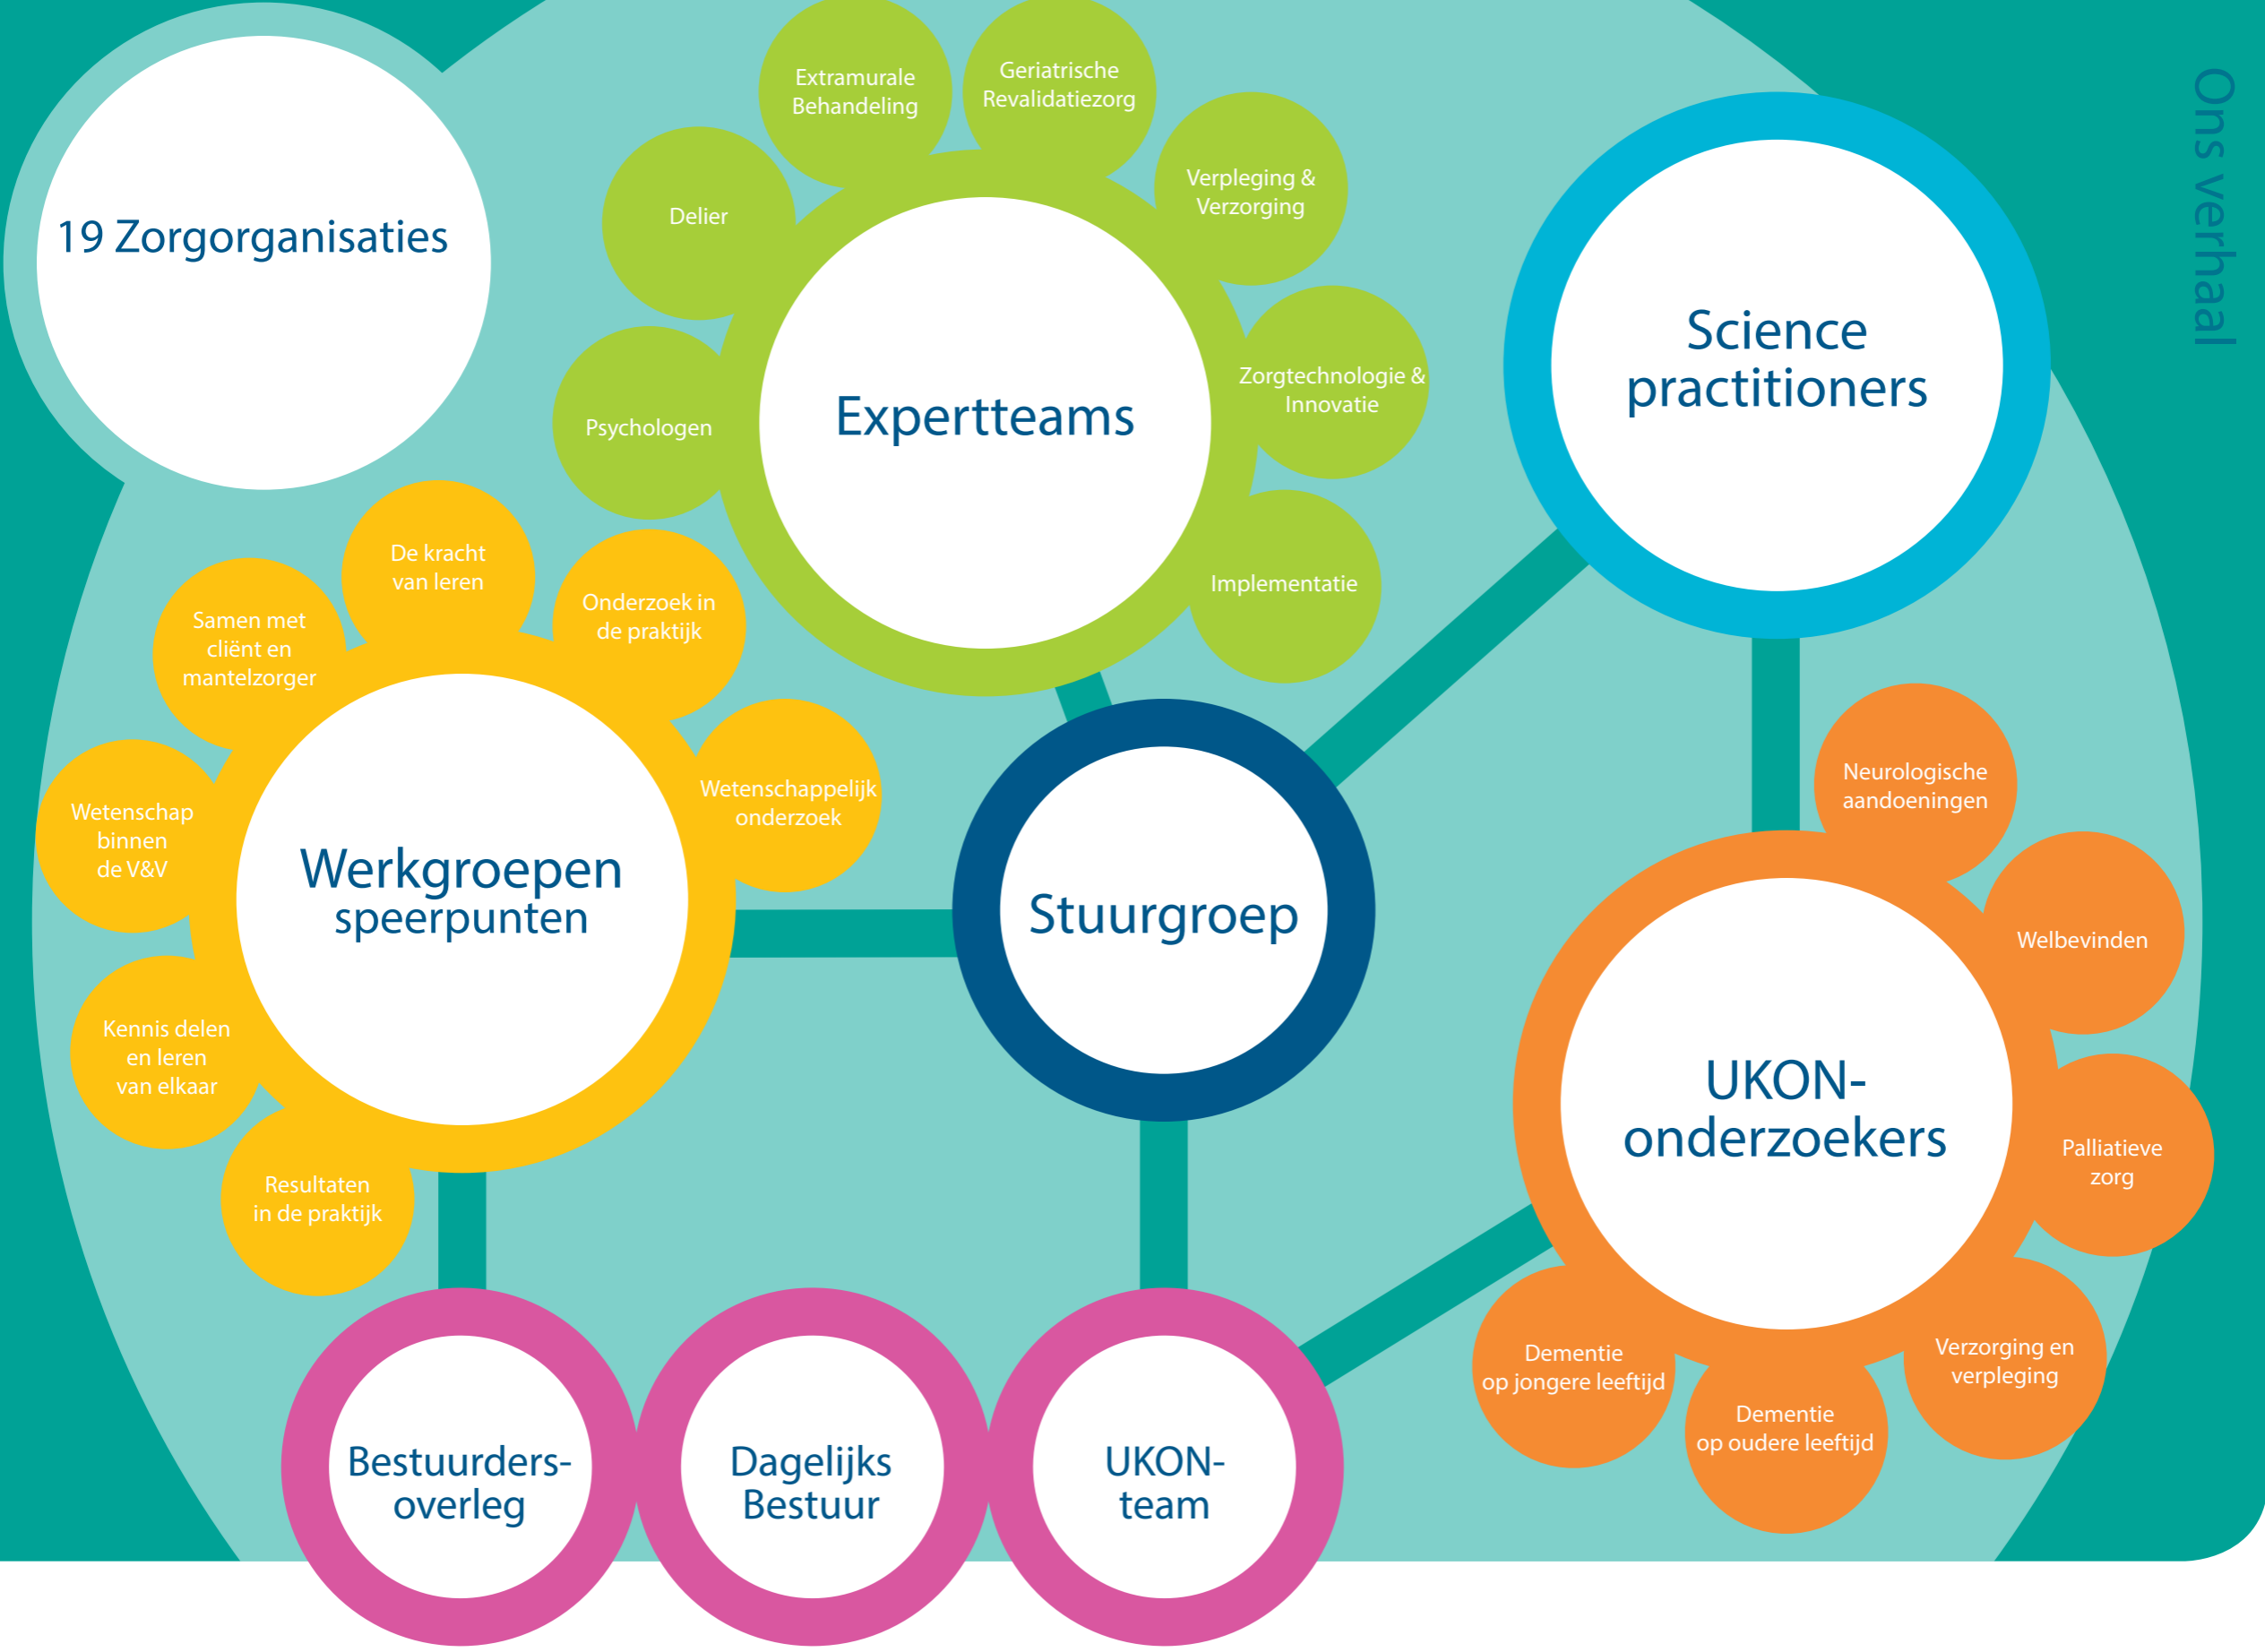 Ons verhaal
19 Zorgorganisaties
Expertteams
Psychologen
Delier
Extramurale
Behandeling
Geriatrische
Revalidatiezorg
Verpleging &
Verzorging
Zorgtechnologie &
Innovatie
Implementatie
Science
practitioners
Werkgroepen
speerpunten
Resultaten
in de praktijk
Kennis delen
en leren
van elkaar
Wetenschap
binnen
de V&V
Samen met
cliënt en
mantelzorger
De kracht
van leren
Onderzoek in
de praktijk
Wetenschappelijk
onderzoek
Stuurgroep
UKON-
onderzoekers
Neurologische
aandoeningen
Welbevinden
Palliatieve
zorg
Verzorging en
verpleging
Dementie
op oudere leeftijd
Dementie
op jongere leeftijd
Bestuurders-
overleg
Dagelijks
Bestuur
UKON-
team